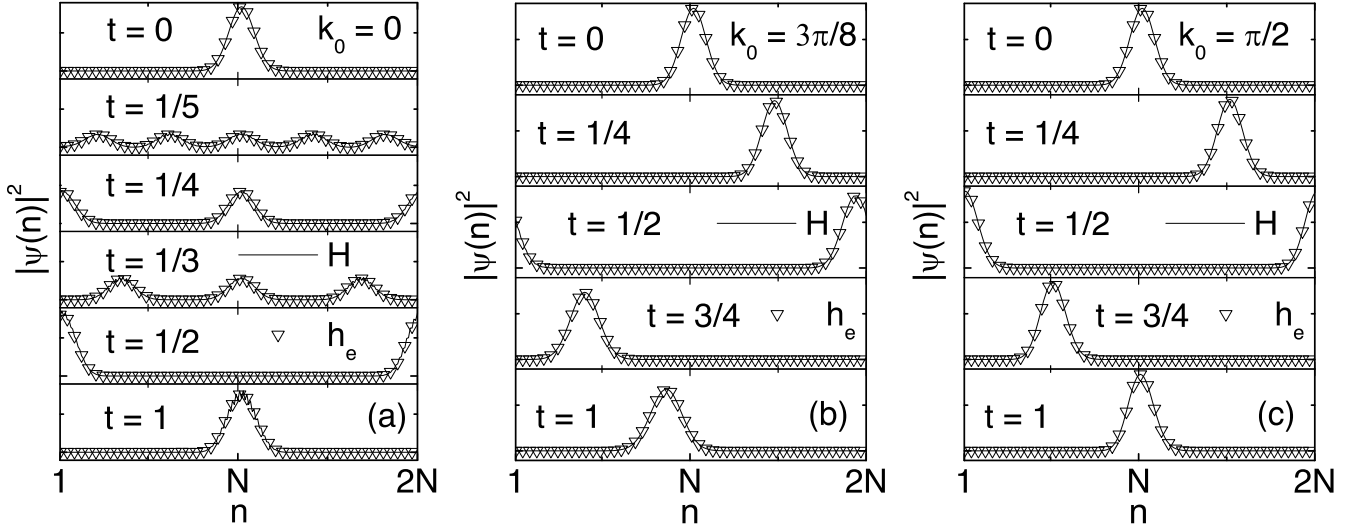 |ψ(n)|²
t = 0 k₀ = 0
t = 1/5
t = 1/4
t = 1/3 H
t = 1/2 hₑ
t = 1 (a)
1 N 2N
n
|ψ(n)|²
t = 0 k₀ = 3π/8
t = 1/4
t = 1/2 H
t = 3/4 hₑ
t = 1 (b)
1 N 2N
n
|ψ(n)|²
t = 0 k₀ = π/2
t = 1/4
t = 1/2 H
t = 3/4 hₑ
t = 1 (c)
1 N 2N
n